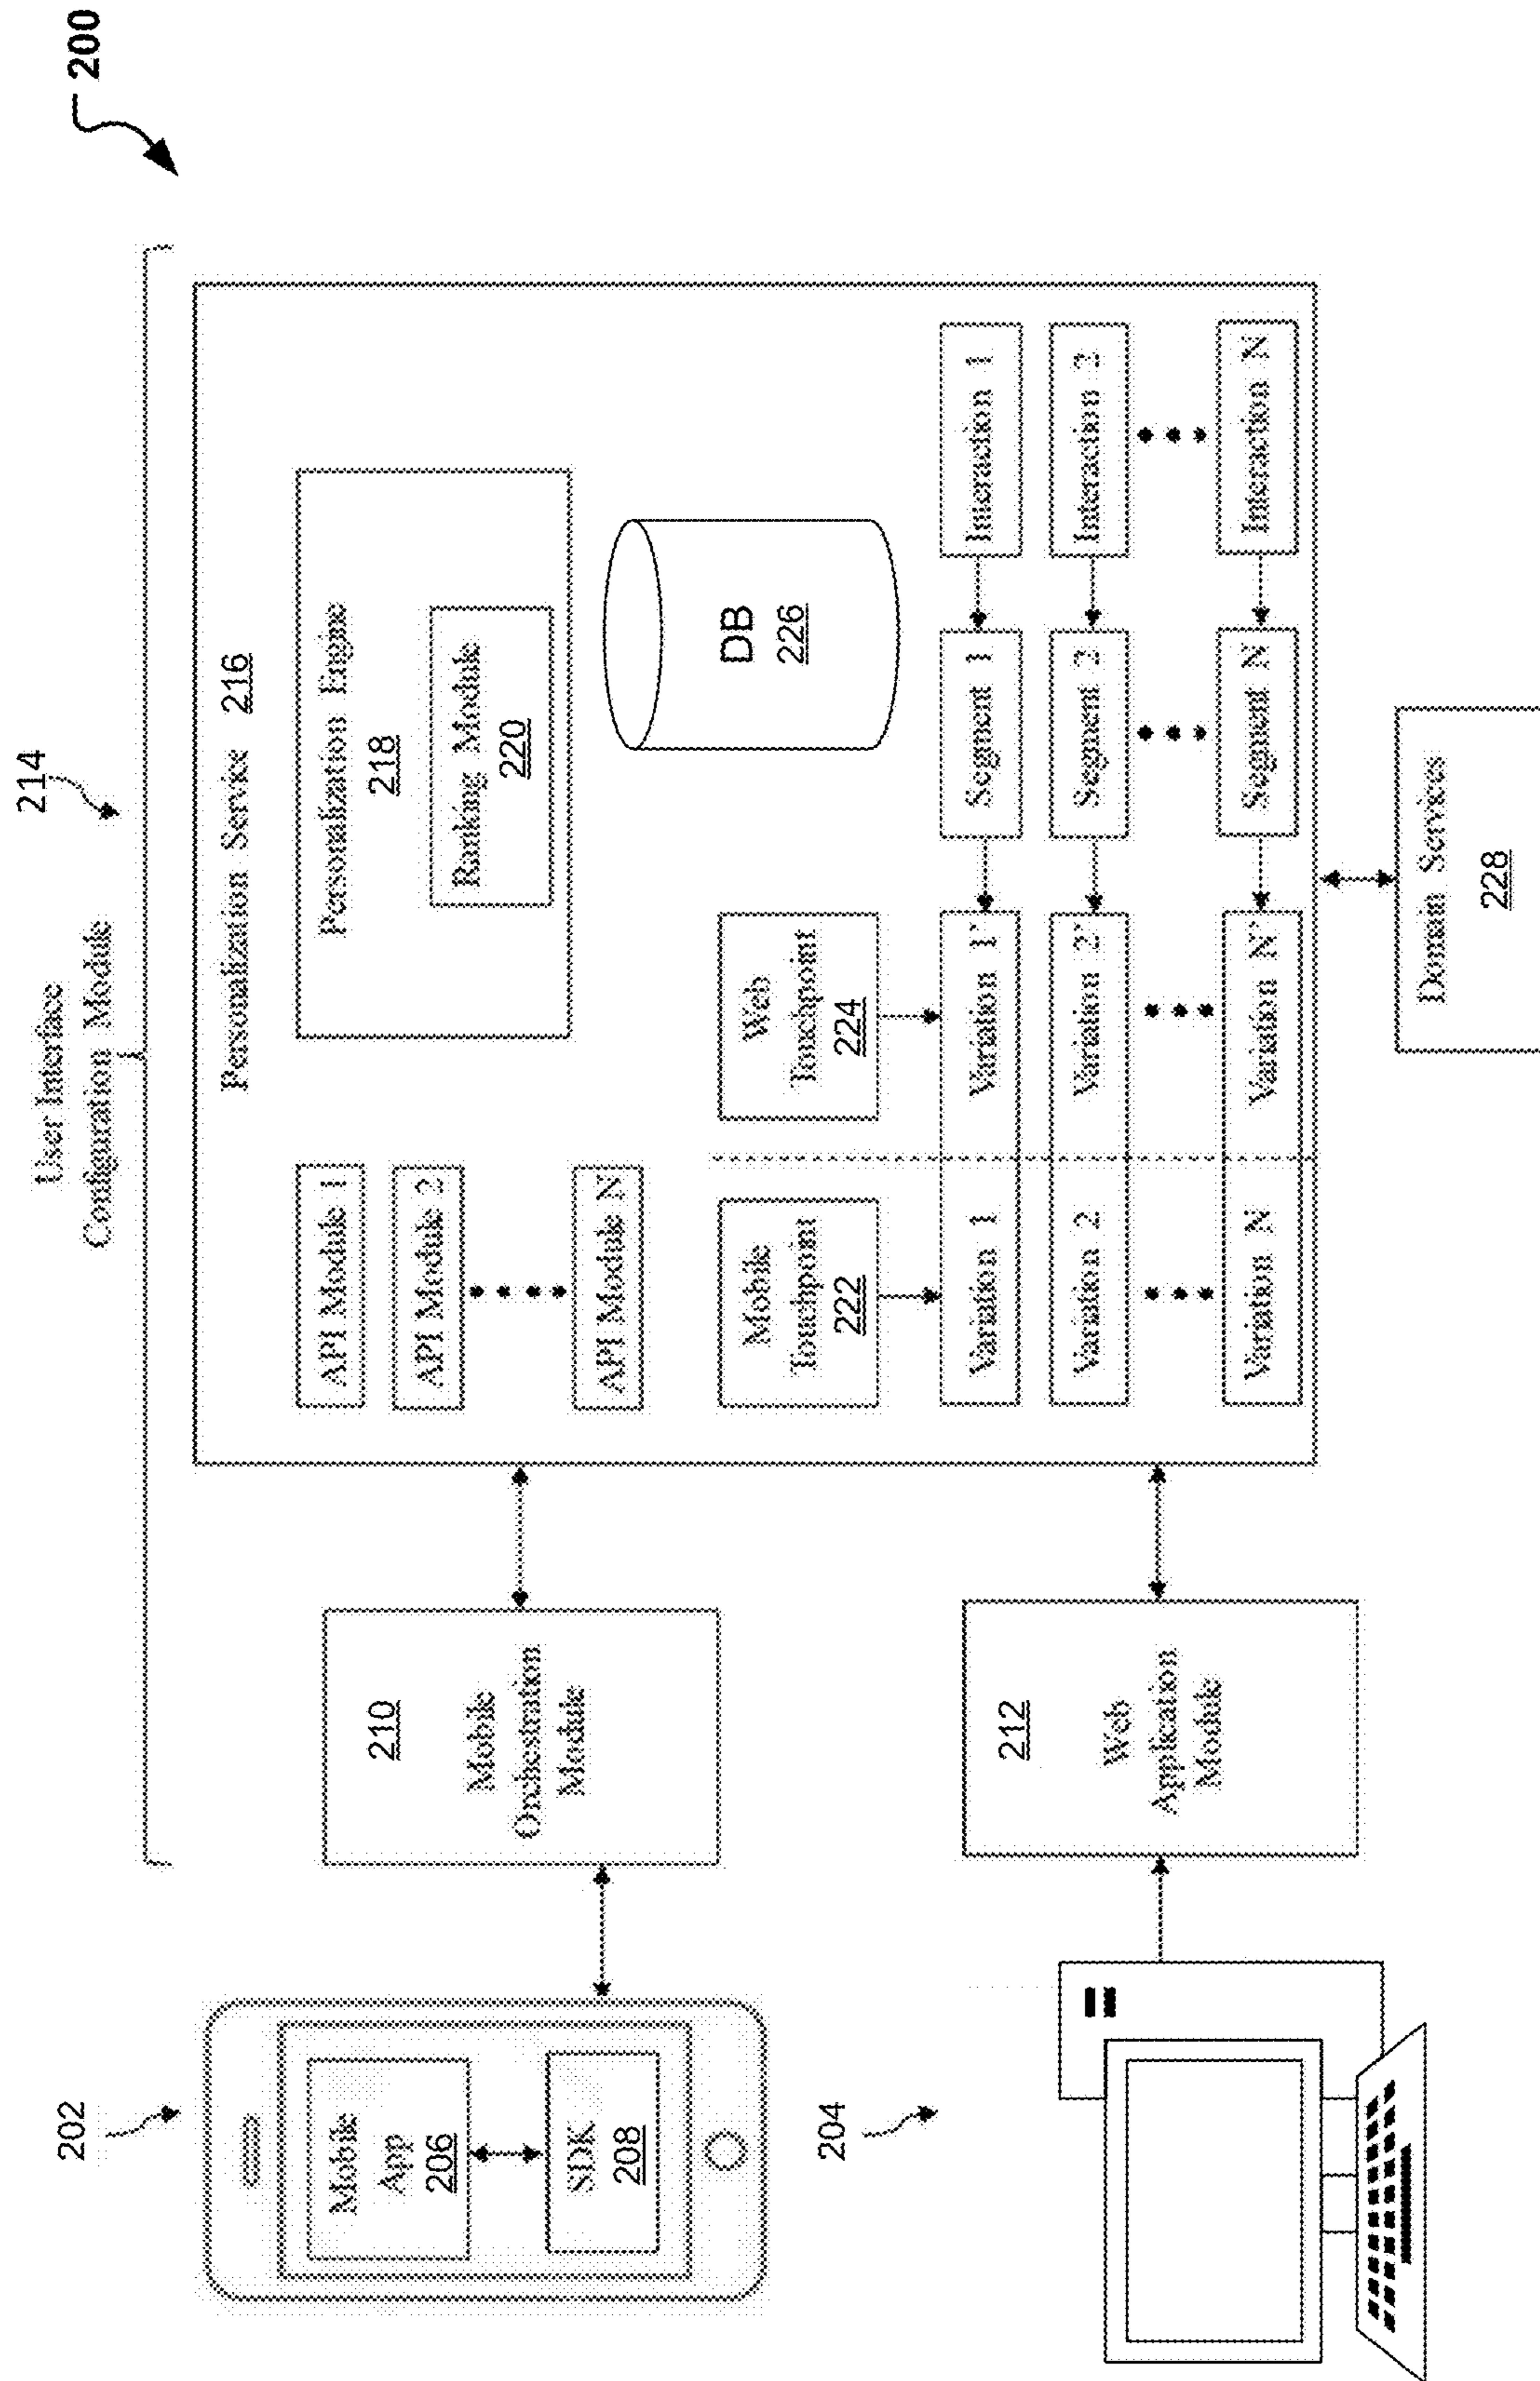 200
214
User Interface
Configuration Module
Personalization Service 216
Personalization Engine
218
Ranking Module
220
API Module 1
API Module 2
API Module N
DB
226
Mobile
Touchpoint
222
Web
Touchpoint
224
Variation 1 Variation 1' Segment 1 Interaction 1
Variation 2 Variation 2' Segment 2 Interaction 2
Variation N Variation N' Segment N Interaction N
Domain Services
228
202
Mobile
App
206
SDK
208
210
Mobile
Orchestration
Module
204
212
Web
Application
Module